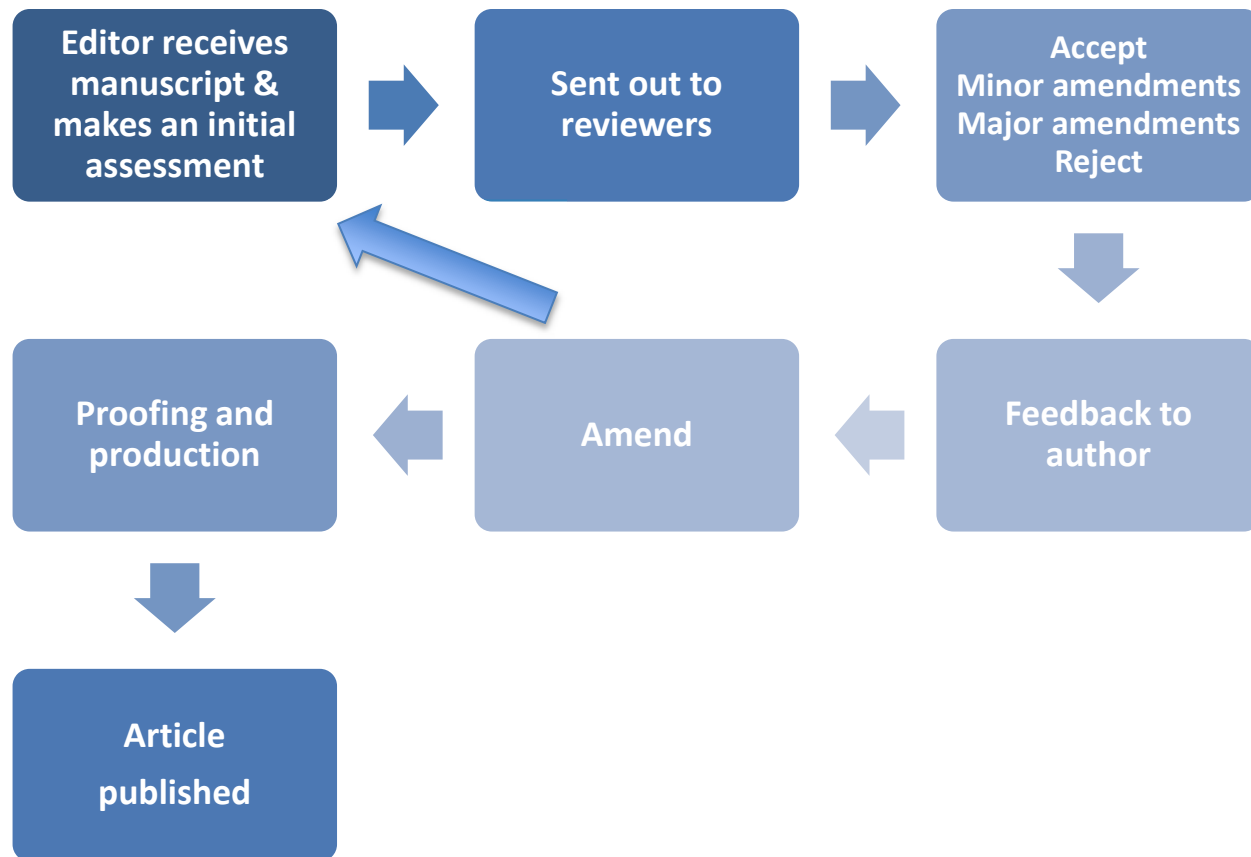 Editor receives
manuscript &
makes an initial
assessment
Sent out to
reviewers
Accept
Minor amendments
Major amendments
Reject
Feedback to
author
Amend
Proofing and
production
Article
published